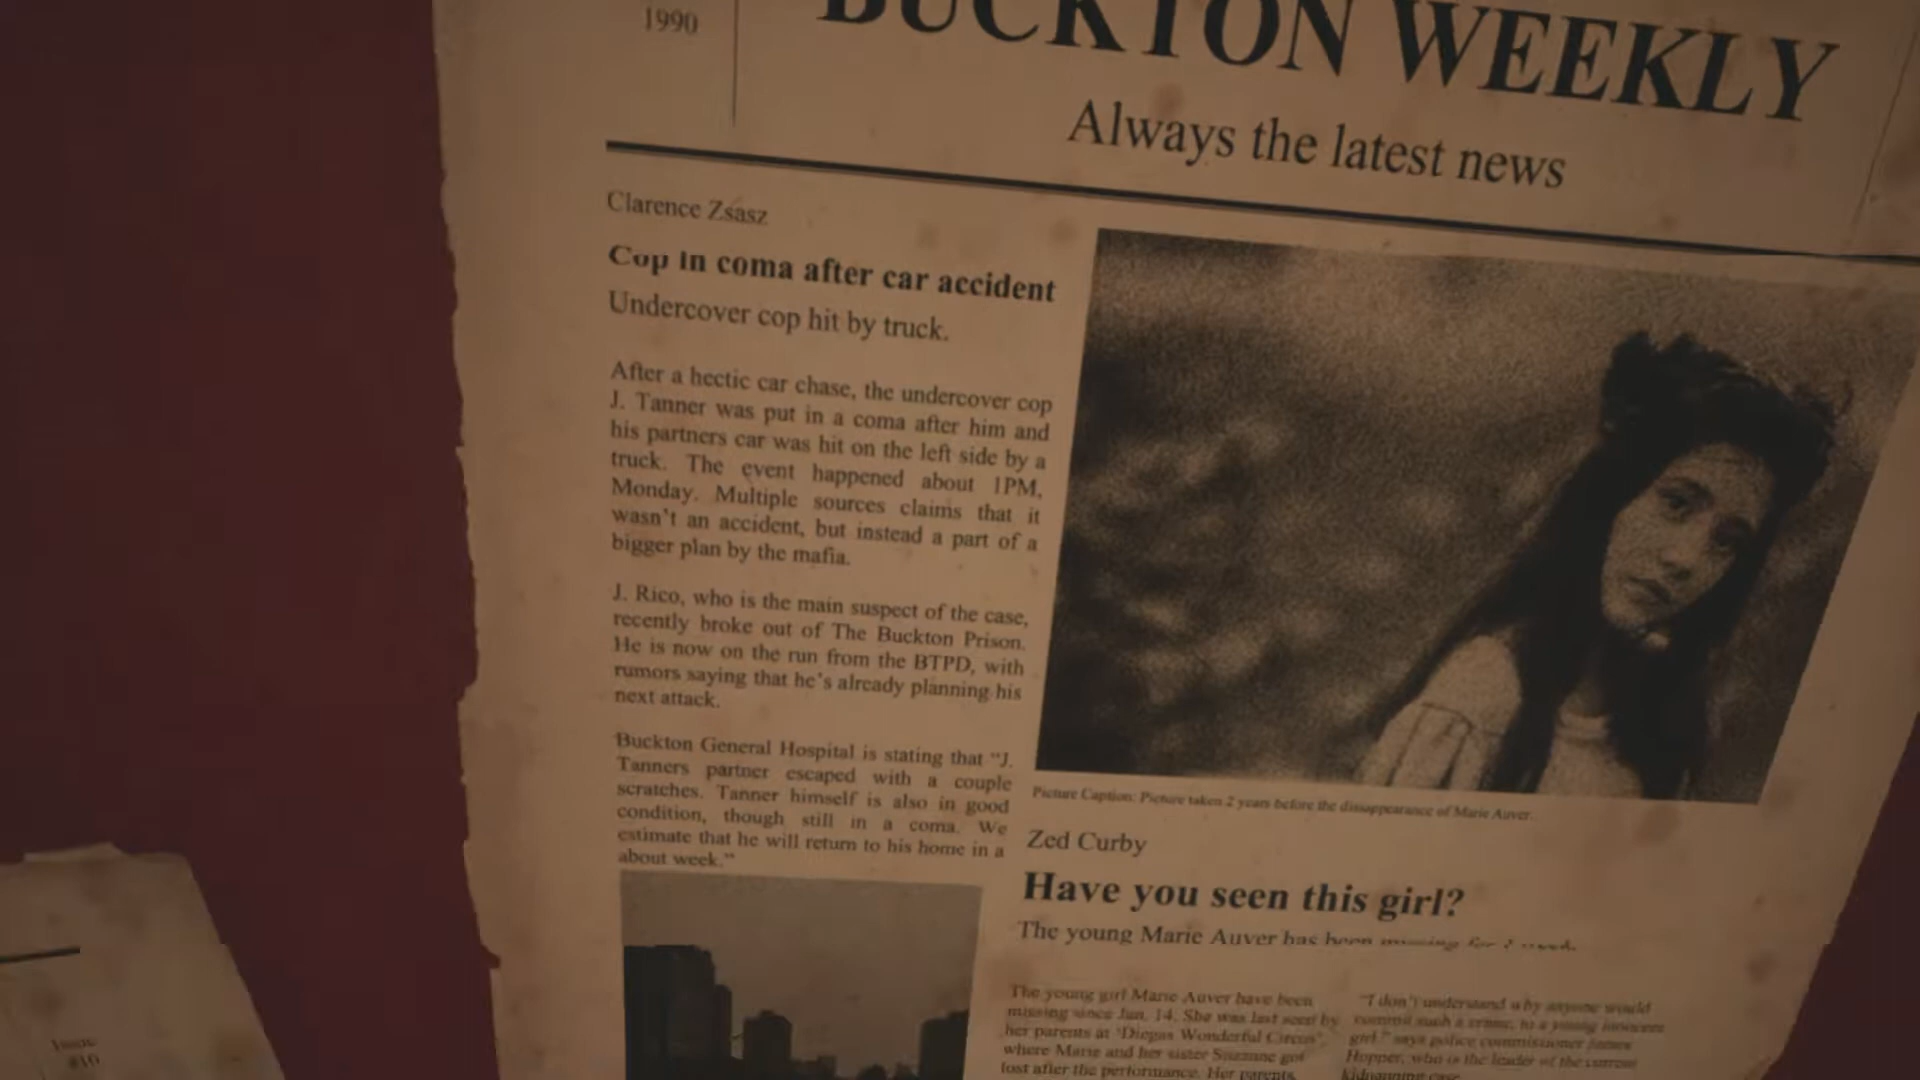 1990
BUCKTON WEEKLY
Always the latest news
Clarence Zsasz
Cop in coma after car accident
Undercover cop hit by truck.
After a hectic car chase, the undercover cop
J. Tanner was put in a coma after him and
his partners car was hit on the left side by a
truck. The event happened about 1PM,
Monday. Multiple sources claims that it
wasn't an accident, but instead a part of a
bigger plan by the mafia.
J. Rico, who is the main suspect of the case,
recently broke out of The Buckton Prison.
He is now on the run from the BTPD, with
rumors saying that he's already planning his
next attack.
Buckton General Hospital is stating that "J.
Tanners partner escaped with a couple
scratches. Tanner himself is also in good
condition, though still in a coma. We
estimate that he will return to his home in a
about week."
Picture Caption: Picture taken 2 years before the dissappearance of Marie Auver.
Zed Curby
Have you seen this girl?
The young Marie Auver has been missing for
The young girl Marie Auver have been
missing since Jan. 14. She was last seen by
her parents at 'Diegas Wonderful Circus'
where Marie and her sister Suzanne got
lost after the performance. Her parents
"I don't understand why anyone would
commit such a crime, to a young innocent
girl." says police commissioner James
Hopper, who is the leader of the current
kidnapping case
Issue
#10